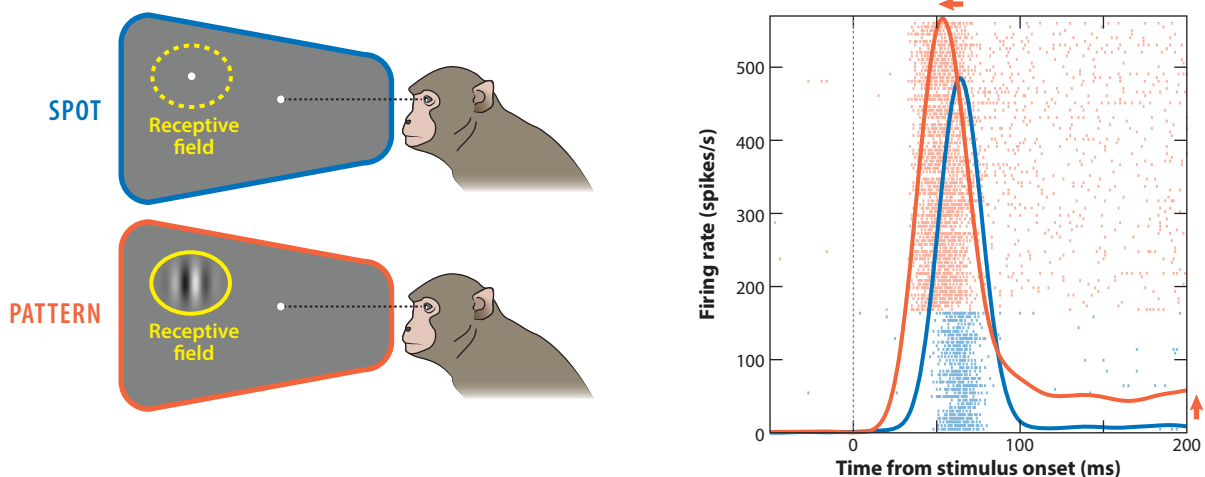 SPOT
Receptive
field
PATTERN
Receptive
field
Firing rate (spikes/s)
500
400
300
200
100
0
0
100
200
Time from stimulus onset (ms)